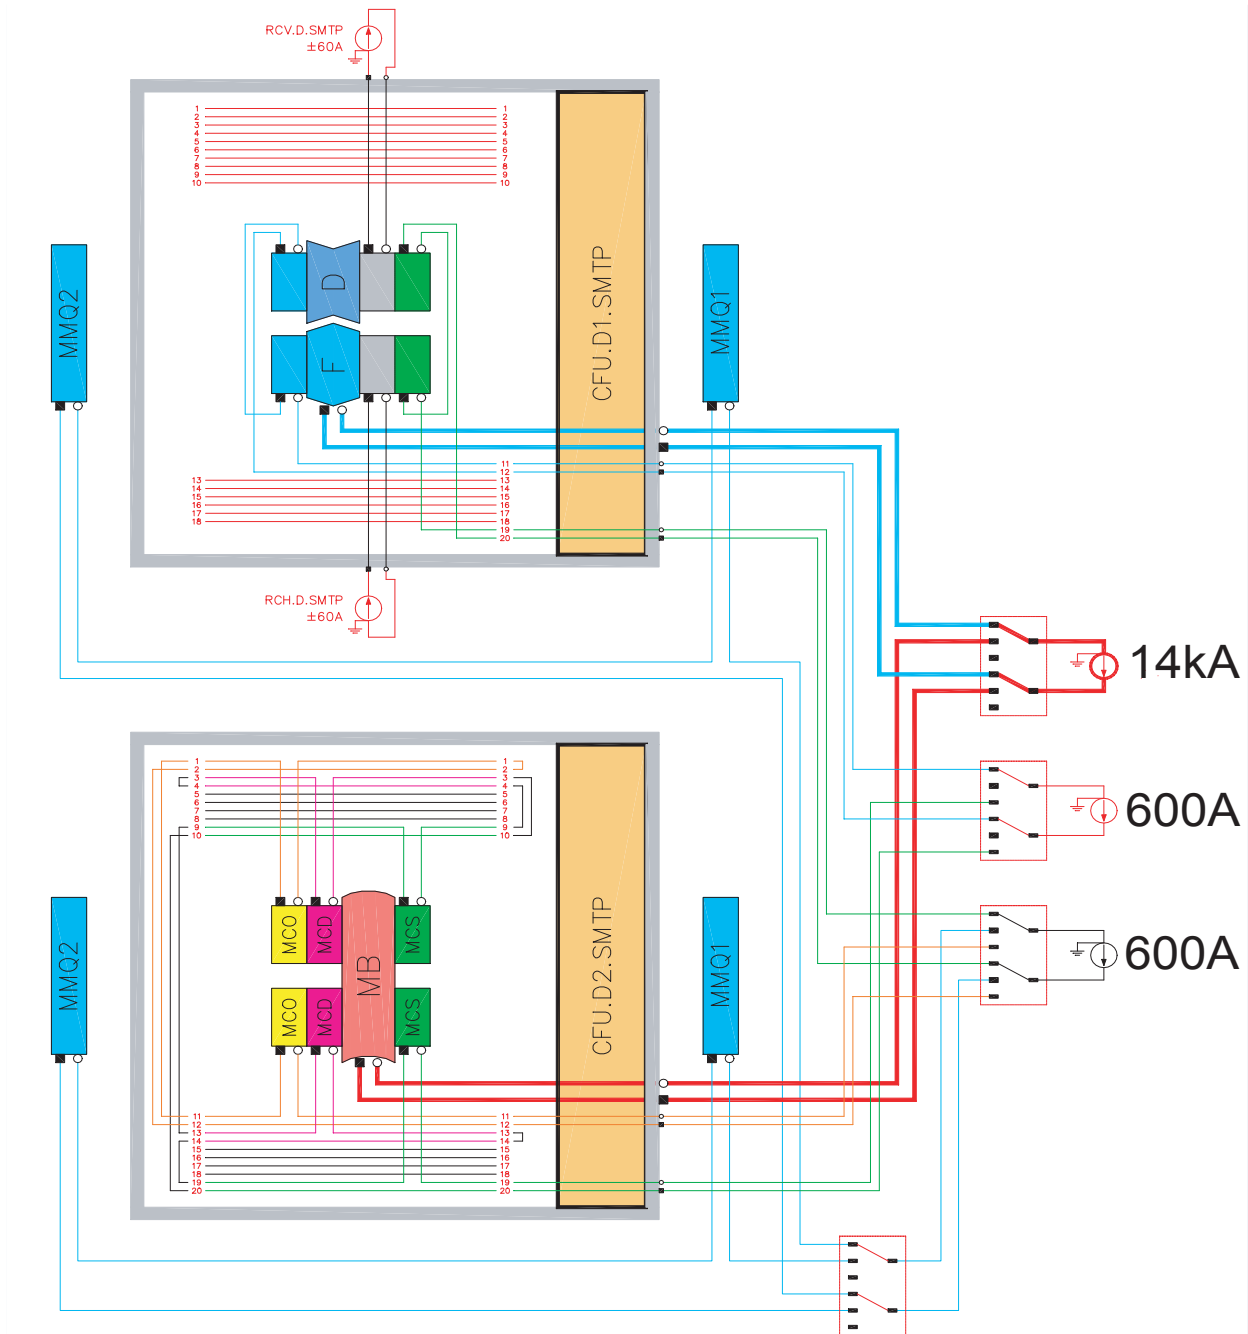 RCV.D.SMTP
±60A
1 1
2 2
3 3
4 4
5 5
6 6
7 7
8 8
9 9
10 10
MMQ2
D
F
CFU.D1.SMTP
MMQ1
11
12
13 13
14 14
15 15
16 16
17 17
18 18
19
20
RCH.D.SMTP
±60A
14kA
600A
600A
1 1
2 2
3 3
4 4
5 5
6 6
7 7
8 8
9 9
10 10
MMQ2
MCO
MCD
MCS
MB
MCO
MCD
MCS
CFU.D2.SMTP
MMQ1
11 11
12 12
13 13
14 14
15 15
16 16
17 17
18 18
19 19
20 20